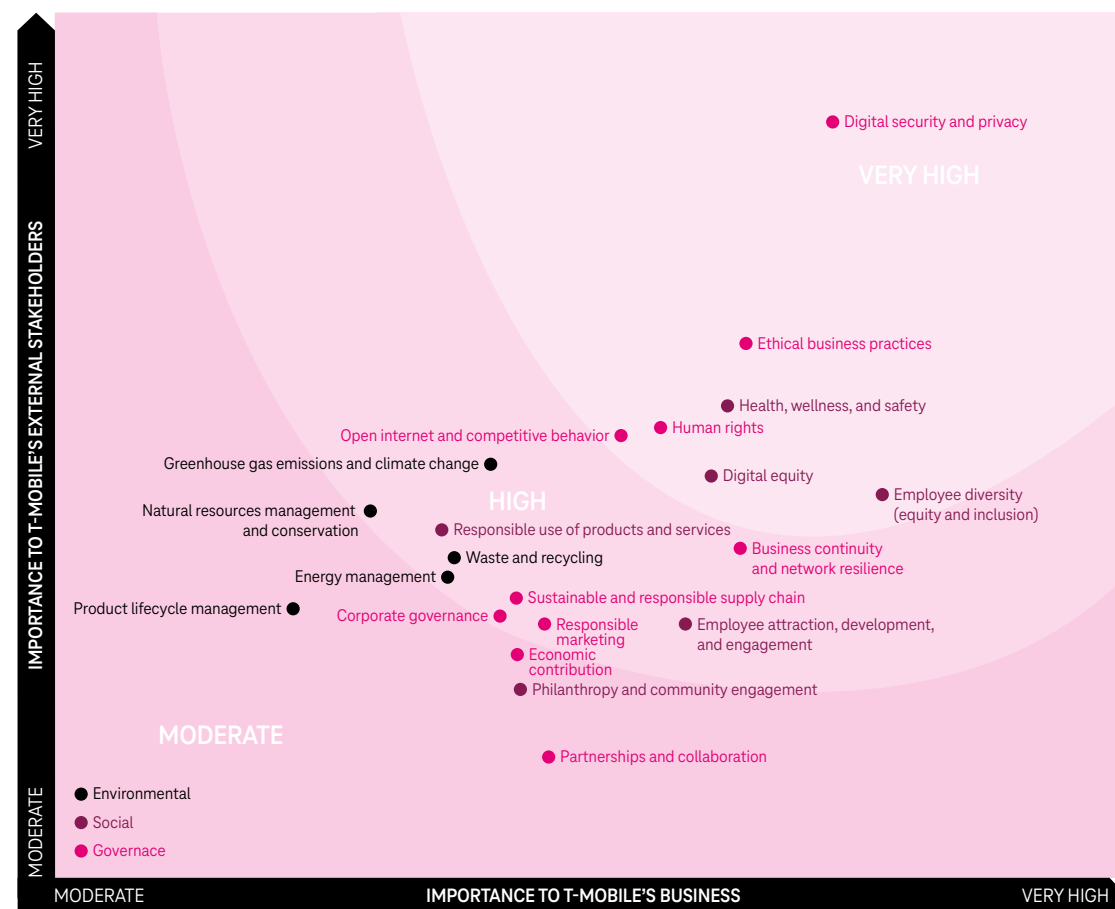 VERY HIGH
IMPORTANCE TO T-MOBILE'S EXTERNAL STAKEHOLDERS
MODERATE
Digital security and privacy
VERY HIGH
Ethical business practices
Health, wellness, and safety
Human rights
Open internet and competitive behavior
Greenhouse gas emissions and climate change
Digital equity
Employee diversity
(equity and inclusion)
HIGH
Natural resources management
and conservation
Responsible use of products and services
Business continuity
and network resilience
Waste and recycling
Energy management
Sustainable and responsible supply chain
Product lifecycle management
Corporate governance
Responsible
marketing
Employee attraction, development,
and engagement
Economic
contribution
Philanthropy and community engagement
MODERATE
Partnerships and collaboration
Environmental
Social
Governace
MODERATE
IMPORTANCE TO T-MOBILE'S BUSINESS
VERY HIGH